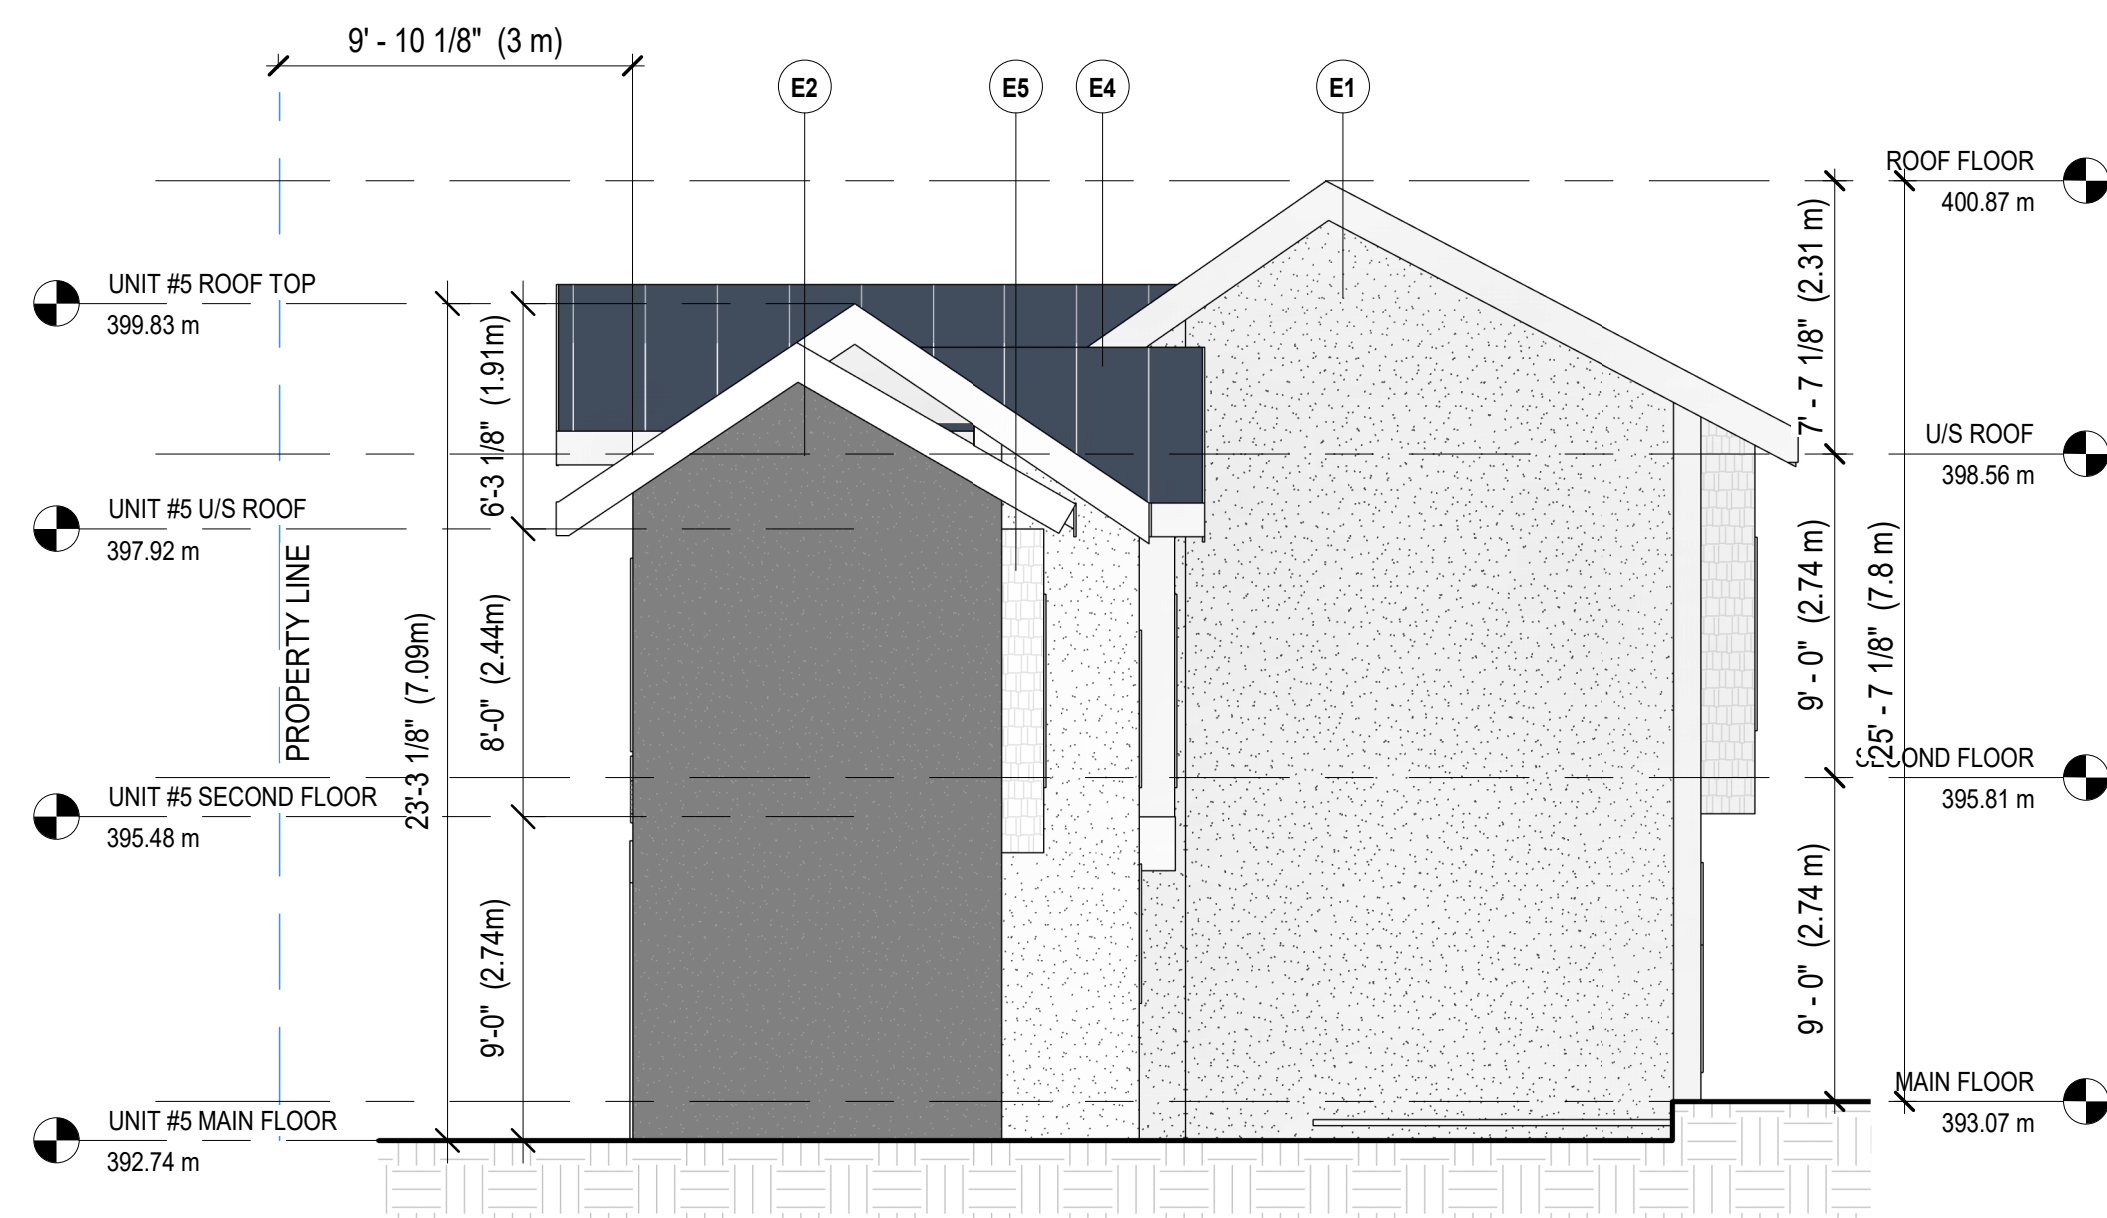 9' - 10 1/8" (3 m)
E2
E5
E4
E1
ROOF FLOOR
400.87 m
7' - 7 1/8" (2.31 m)
UNIT #5 ROOF TOP
399.83 m
6'-3 1/8" (1.91m)
U/S ROOF
398.56 m
UNIT #5 U/S ROOF
397.92 m
PROPERTY LINE
23'-3 1/8" (7.09m)
8'-0" (2.44m)
9' - 0" (2.74 m)
25' - 7 1/8" (7.8 m)
SECOND FLOOR
395.81 m
UNIT #5 SECOND FLOOR
395.48 m
9'-0" (2.74m)
9' - 0" (2.74 m)
MAIN FLOOR
393.07 m
UNIT #5 MAIN FLOOR
392.74 m